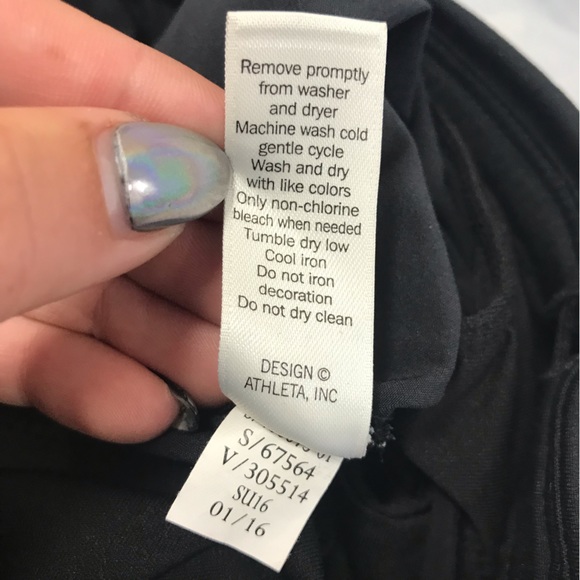 Remove promptly
from washer
and dryer
Machine wash cold
gentle cycle
Wash and dry
with like colors
Only non-chlorine
bleach when needed
Tumble dry low
Cool iron
Do not iron
decoration
Do not dry clean
DESIGN ©
ATHLETA, INC
S/67564
V/305514
SU16
01/16